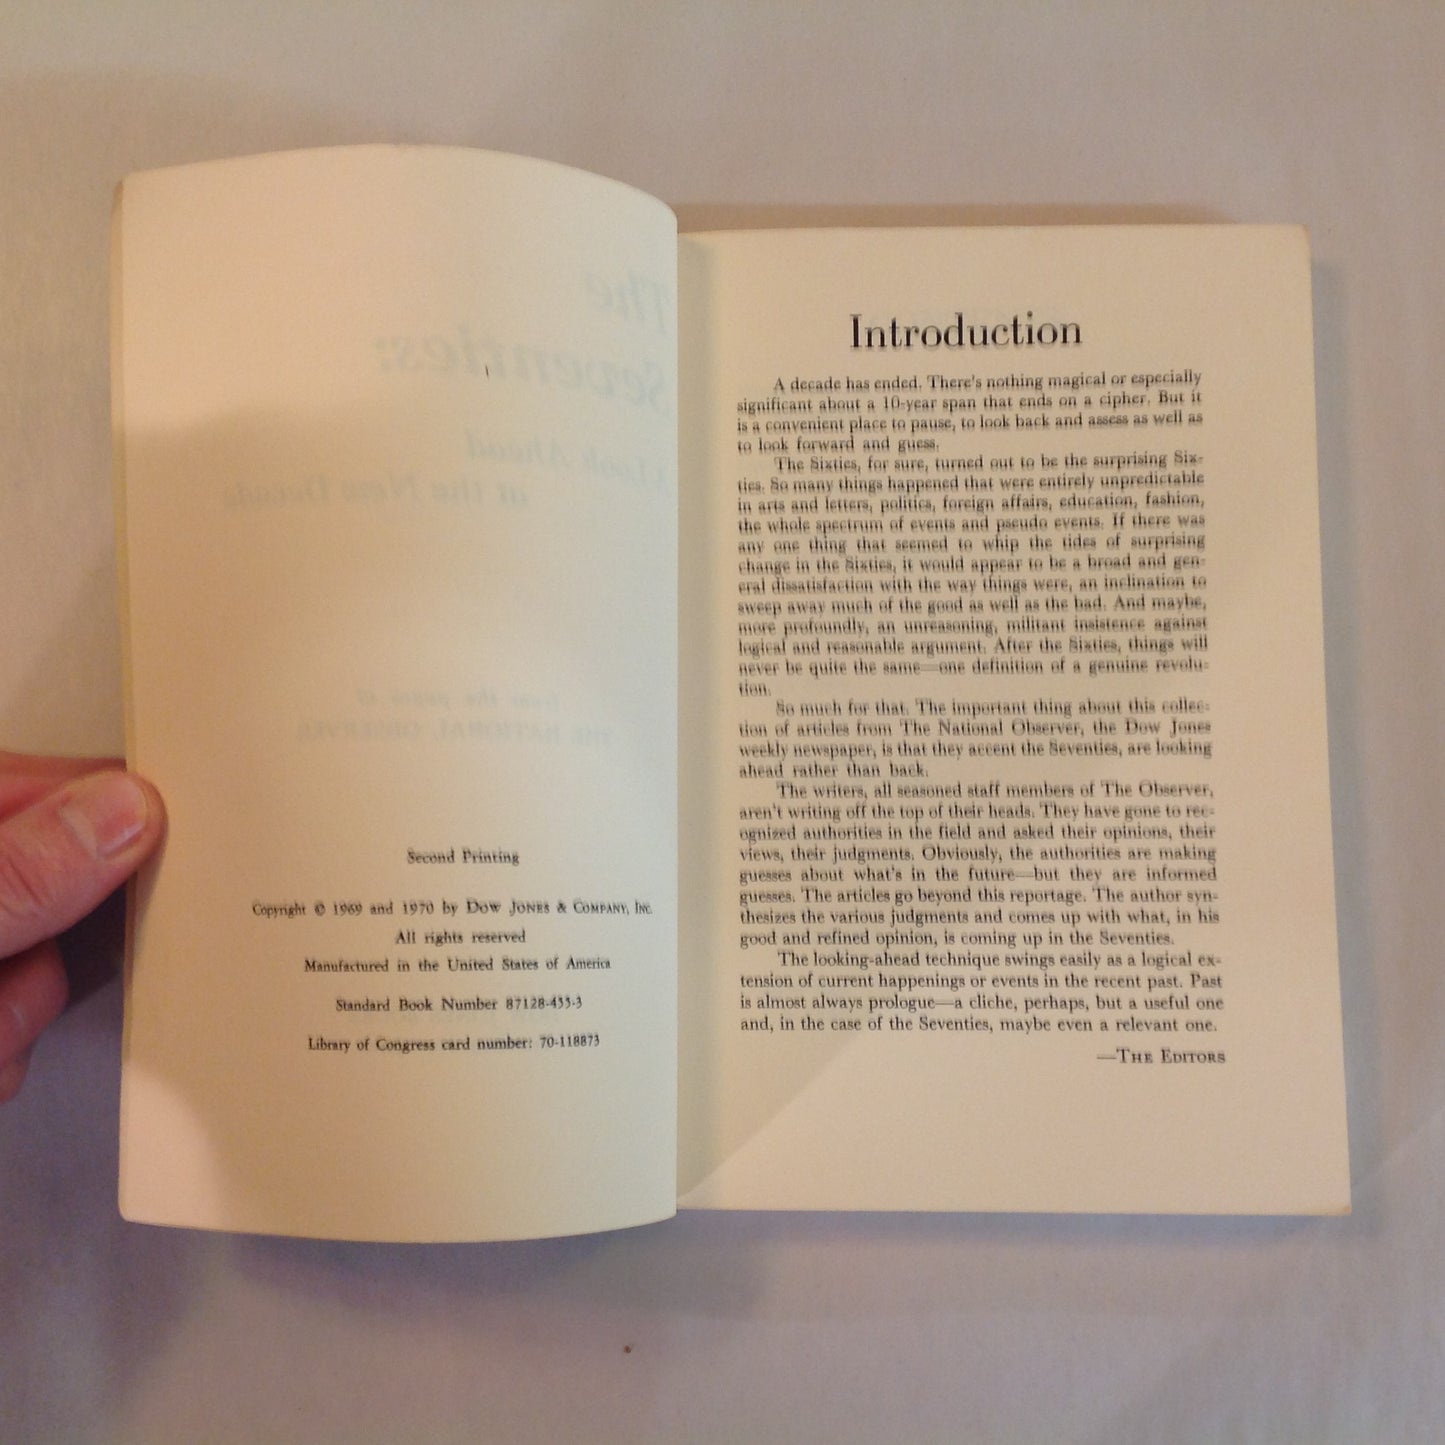 Second Printing
Copyright © 1969 and 1970 by DOW JONES & COMPANY, INC.
All rights reserved
Manufactured in the United States of America
Standard Book Number 87128-455-3
Library of Congress card number: 70-118873
Introduction
A decade has ended. There's nothing magical or especially
significant about a 10-year span that ends on a cipher. But it
is a convenient place to pause, to look back and assess as well as
to look forward and guess.
The Sixties, for sure, turned out to be the surprising Six-
ties. So many things happened that were entirely unpredictable
in arts and letters, politics, foreign affairs, education, fashion,
the whole spectrum of events and pseudo events. If there was
any one thing that seemed to whip the tides of surprising
change in the Sixties, it would appear to be a broad and gen-
eral dissatisfaction with the way things were, an inclination to
sweep away much of the good as well as the bad. And maybe,
more profoundly, an unreasoning, militant insistence against
logical and reasonable argument. After the Sixties, things will
never be quite the same—one definition of a genuine revolu-
tion.
So much for that. The important thing about this collec-
tion of articles from The National Observer, the Dow Jones
weekly newspaper, is that they accent the Seventies, are looking
ahead rather than back.
The writers, all seasoned staff members of The Observer,
aren't writing off the top of their heads. They have gone to rec-
ognized authorities in the field and asked their opinions, their
views, their judgments. Obviously, the authorities are making
guesses about what's in the future—but they are informed
guesses. The articles go beyond this reportage. The author syn-
thesizes the various judgments and comes up with what, in his
good and refined opinion, is coming up in the Seventies.
The looking-ahead technique swings easily as a logical ex-
tension of current happenings or events in the recent past. Past
is almost always prologue—a cliche, perhaps, but a useful one
and, in the case of the Seventies, maybe even a relevant one.
—THE EDITORS